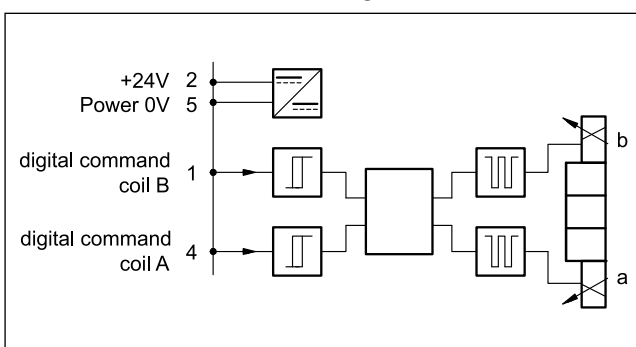 +24V 2
Power 0V 5
digital command
coil B 1
b
digital command
coil A 4
a